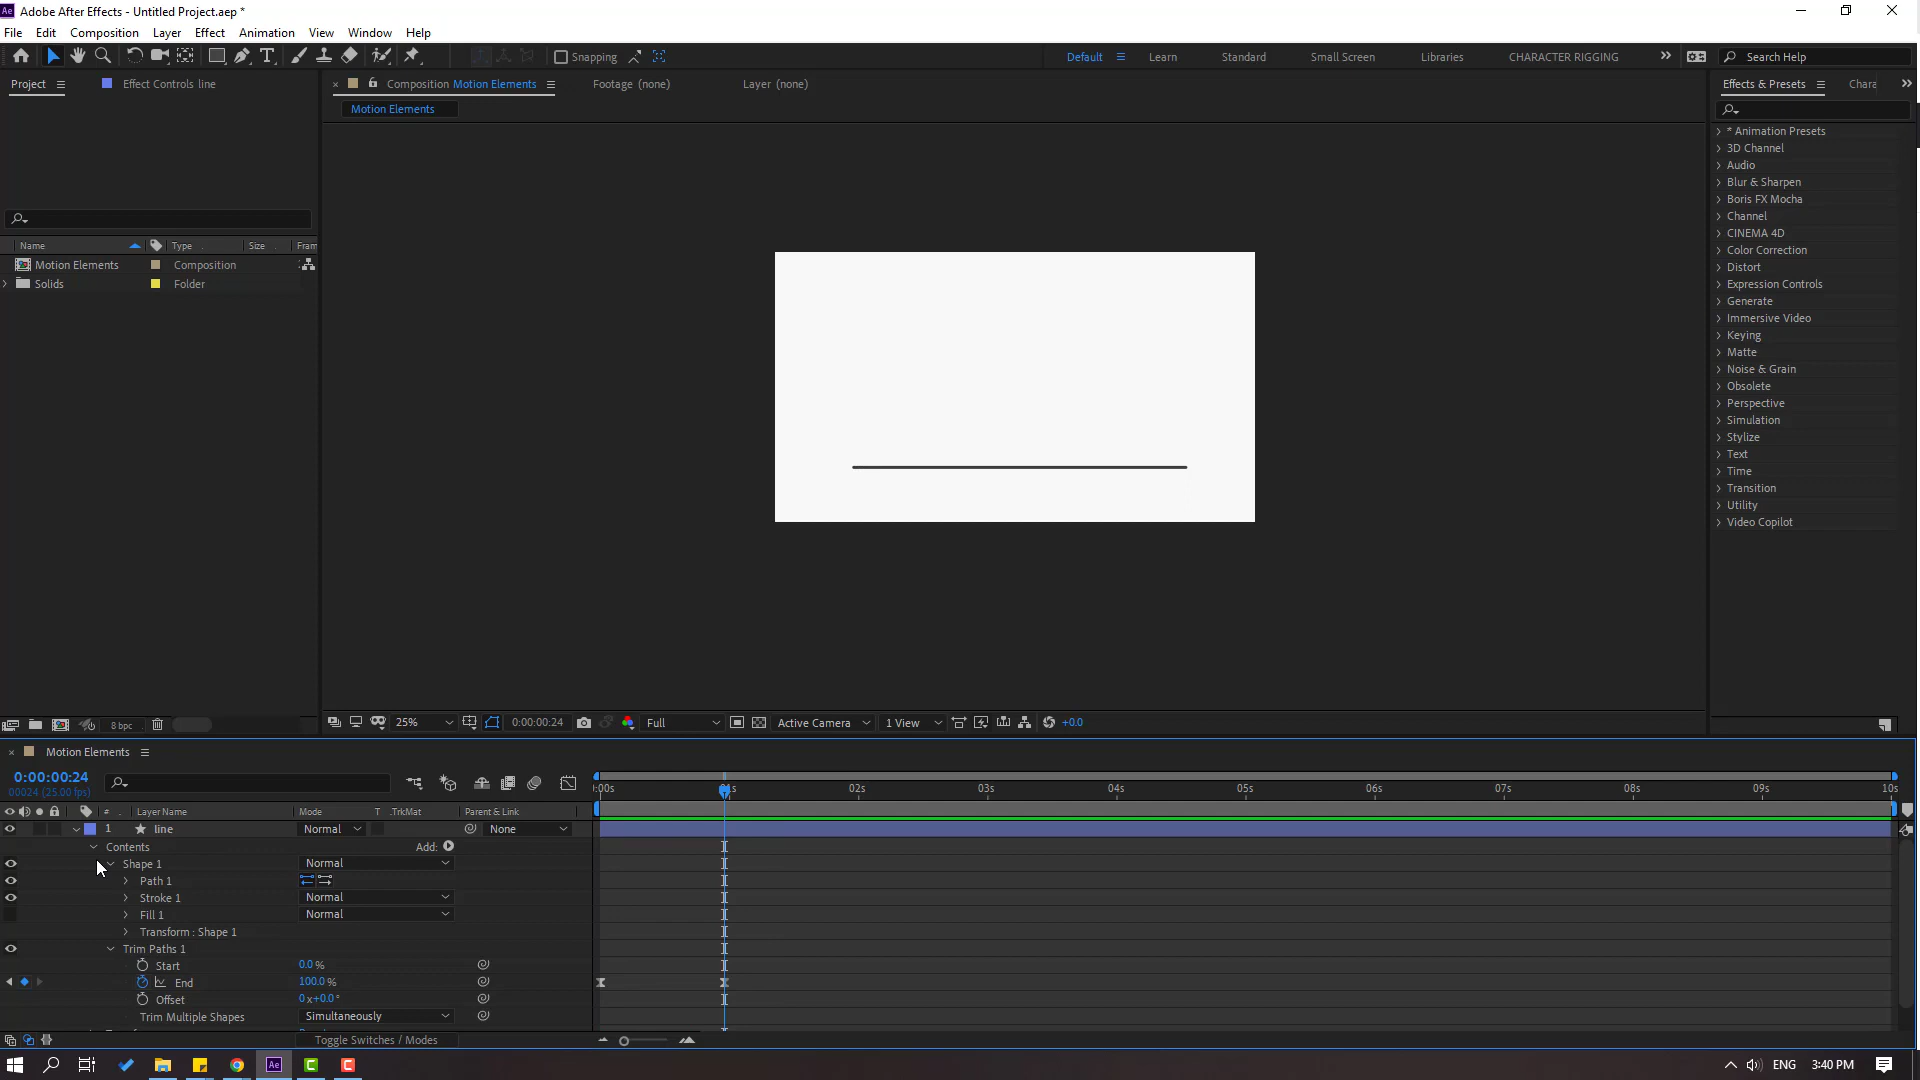 Adobe After Effects - Untitled Project.aep *
File Edit Composition Layer Effect Animation View Window Help
Snapping
Default Learn Standard Small Screen Libraries CHARACTER RIGGING
Search Help
Project
Effect Controls line
Composition Motion Elements
Footage (none)
Layer (none)
Effects & Presets
Chara
Motion Elements
* Animation Presets
3D Channel
Audio
Blur & Sharpen
Boris FX Mocha
Channel
CINEMA 4D
Color Correction
Distort
Expression Controls
Generate
Immersive Video
Keying
Matte
Noise & Grain
Obsolete
Perspective
Simulation
Stylize
Text
Time
Transition
Utility
Video Copilot
Name Type Size Fram
Motion Elements Composition
Solids Folder
8 bpc
25% 0:00:00:24 Full Active Camera 1 View +0.0
Motion Elements
0:00:00:24
00024 (25.00 fps)
:00s 02s 03s 04s 05s 06s 07s 08s 09s 10s
# Layer Name Mode T .TrkMat Parent & Link
1 line Normal None
Contents Add:
Shape 1 Normal
Path 1
Stroke 1 Normal
Fill 1 Normal
Transform : Shape 1
Trim Paths 1
Start 0.0 %
End 100.0 %
Offset 0 x+0.0 °
Trim Multiple Shapes Simultaneously
Toggle Switches / Modes
Ae
ENG 3:40 PM